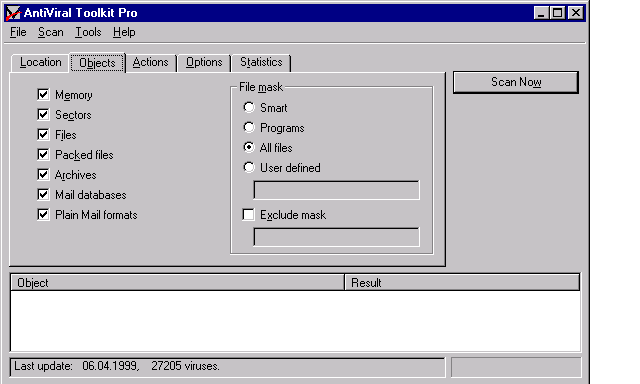 AntiViral Toolkit Pro
File Scan Tools Help
Location Objects Actions Options Statistics
Scan Now
Memory
Sectors
Files
Packed files
Archives
Mail databases
Plain Mail formats
File mask
Smart
Programs
All files
User defined
Exclude mask
Object Result
Last update: 06.04.1999, 27205 viruses.